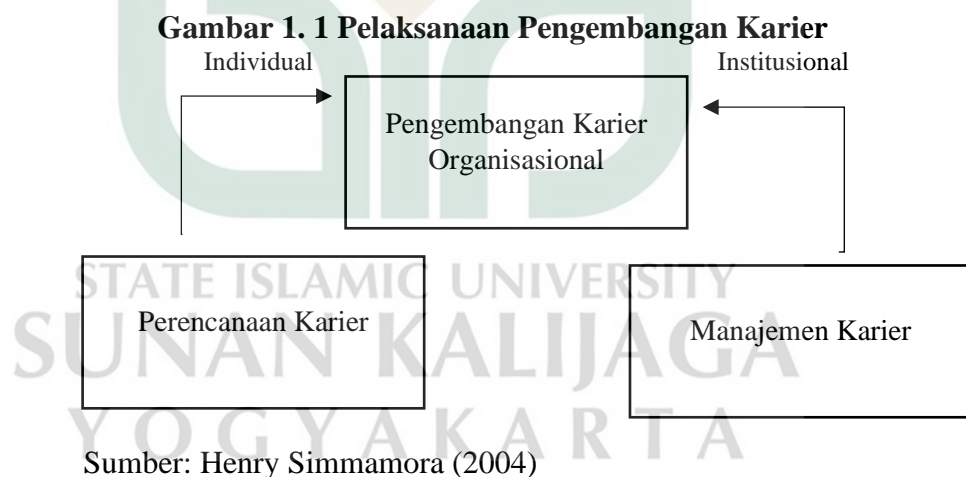 Gambar 1. 1 Pelaksanaan Pengembangan Karier
Individual
Institusional
Pengembangan Karier
Organisasional
STATE ISLAMIC UNIVERSITY
Perencanaan Karier
Manajemen Karier
SUNAN KALIJAGA
YOGYAKARTA
Sumber: Henry Simmamora (2004)